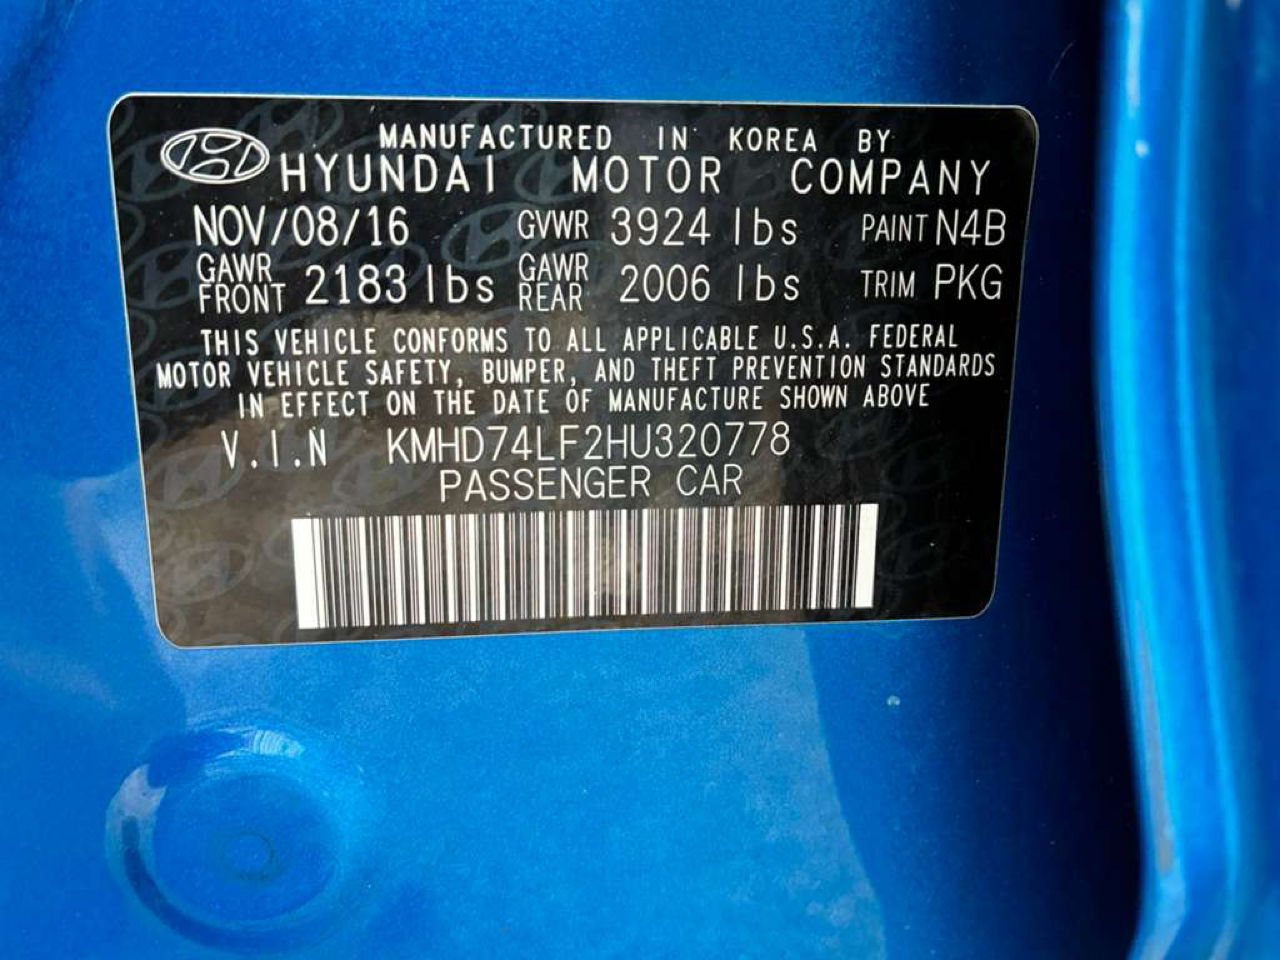 MANUFACTURED IN KOREA BY
HYUNDAI MOTOR COMPANY
NOV/08/16 GVWR 3924 lbs PAINT N4B
GAWR FRONT 2183 lbs GAWR REAR 2006 lbs TRIM PKG
THIS VEHICLE CONFORMS TO ALL APPLICABLE U.S.A. FEDERAL
MOTOR VEHICLE SAFETY, BUMPER, AND THEFT PREVENTION STANDARDS
IN EFFECT ON THE DATE OF MANUFACTURE SHOWN ABOVE
V.I.N KMHD74LF2HU320778
PASSENGER CAR